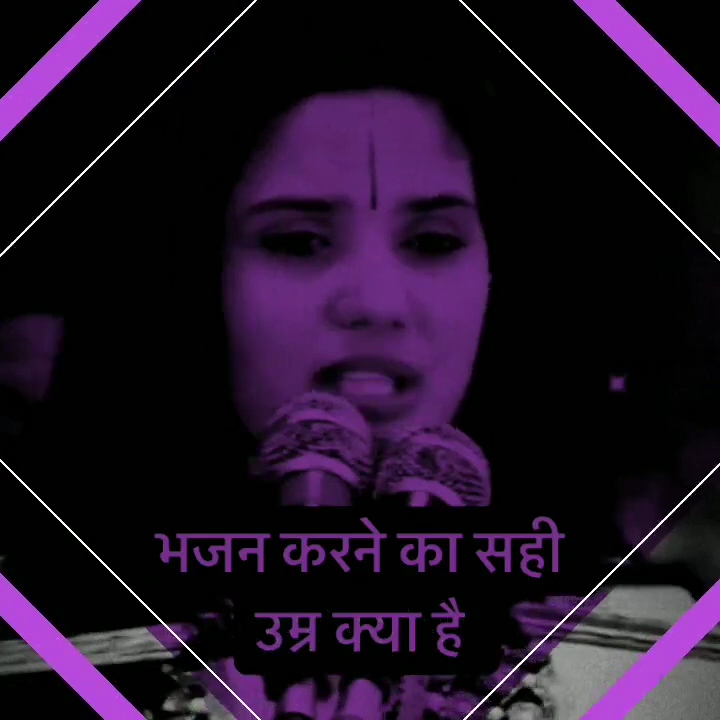 भजन करने का सही
उम्र क्या है